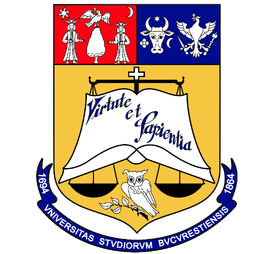 Virtute et Sapientia
1694 VNIVERSITAS STVDIORVM BVCVRESTIENSIS 1864